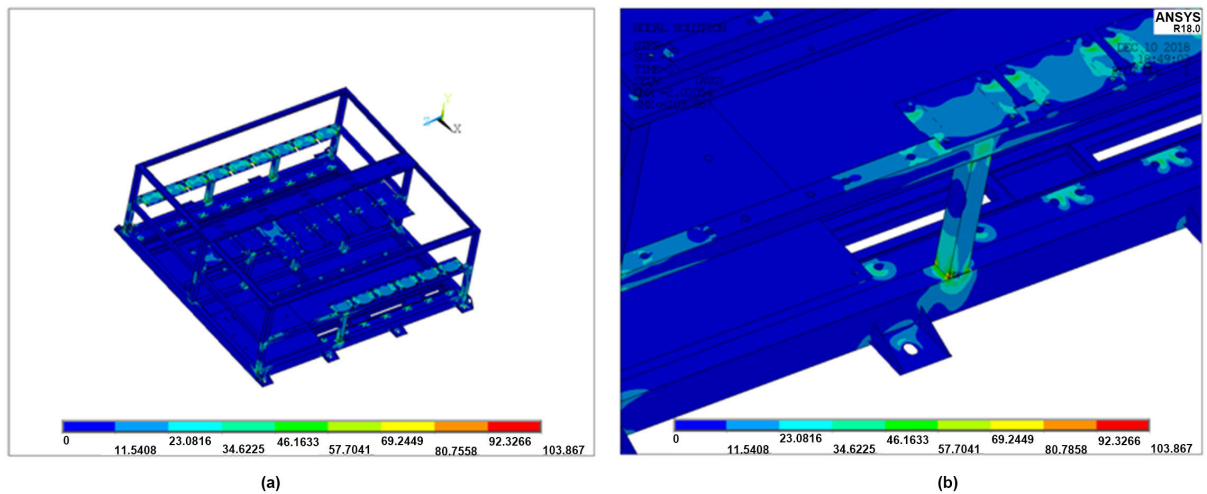 ANSYS
R18.0
NODAL SOLUTION
DEC 10 2018
Y
X
0
23.0816
46.1633
69.2449
92.3266
11.5408
34.6225
57.7041
80.7558
103.867
0
23.0816
46.1633
69.2449
92.3266
11.5408
34.6225
57.7041
80.7858
103.867
(a)
(b)